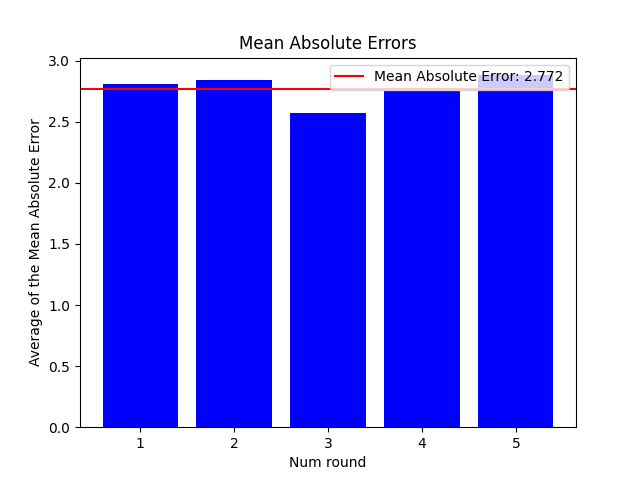 Mean Absolute Errors
Mean Absolute Error: 2.772
Average of the Mean Absolute Error
3.0
2.5
2.0
1.5
1.0
0.5
0.0
1 2 3 4 5
Num round